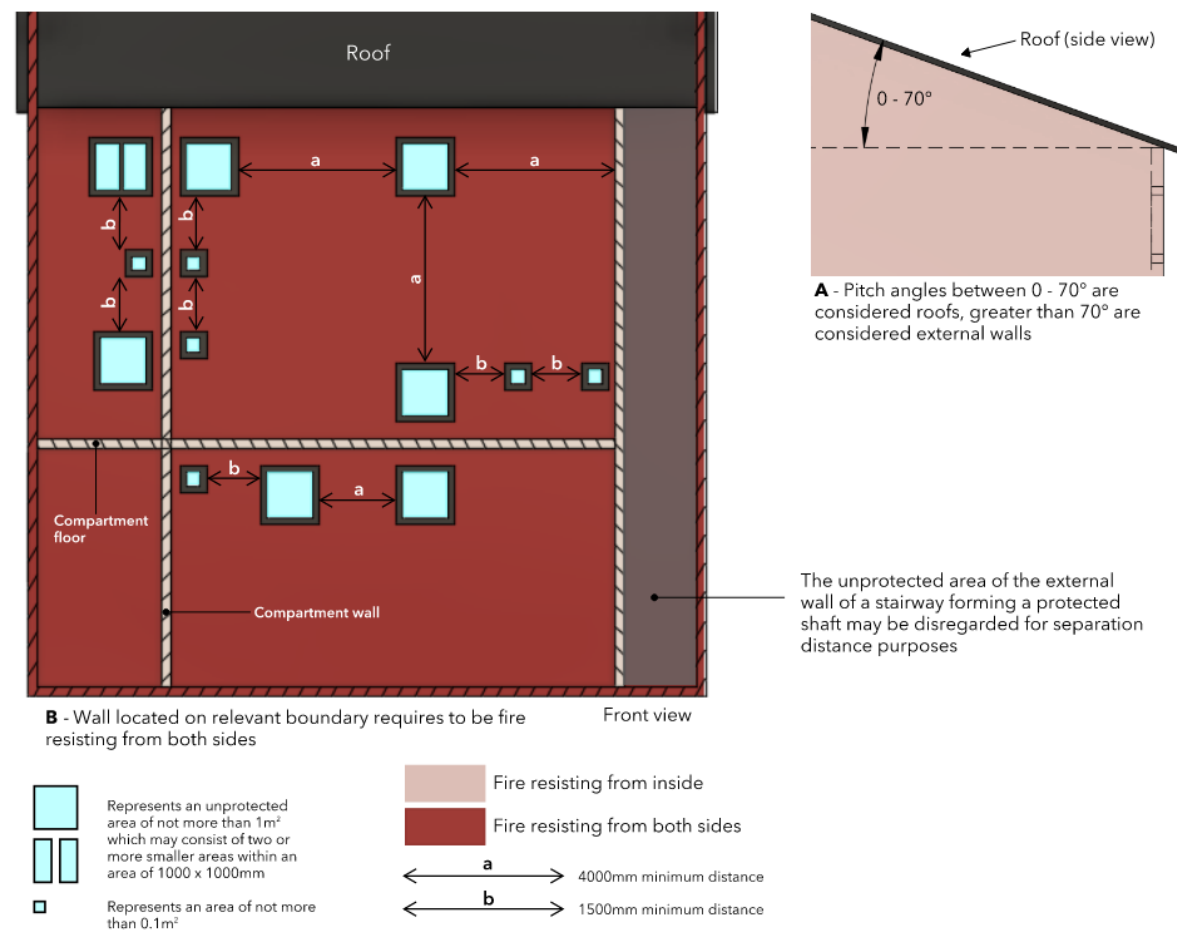 Roof
Roof (side view)
0 - 70°
a
a
b
b
a
b
b
b
b
A - Pitch angles between 0 - 70° are
considered roofs, greater than 70° are
considered external walls
b
a
Compartment
floor
Compartment wall
The unprotected area of the external
wall of a stairway forming a protected
shaft may be disregarded for separation
distance purposes
B - Wall located on relevant boundary requires to be fire
resisting from both sides
Front view
Represents an unprotected
area of not more than 1m²
which may consist of two or
more smaller areas within an
area of 1000 x 1000mm
Represents an area of not more
than 0.1m²
Fire resisting from inside
Fire resisting from both sides
a
4000mm minimum distance
b
1500mm minimum distance